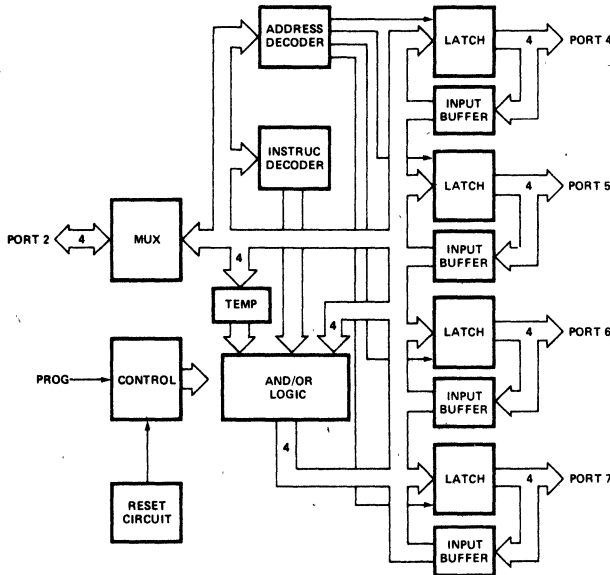 ADDRESS
DECODER
LATCH
4
PORT 4
INPUT
BUFFER
INSTRUC
DECODER
LATCH
4
PORT 5
INPUT
BUFFER
PORT 2
4
MUX
4
TEMP
4
LATCH
4
PORT 6
INPUT
BUFFER
PROG
CONTROL
AND/OR
LOGIC
4
LATCH
4
PORT 7
INPUT
BUFFER
RESET
CIRCUIT
4